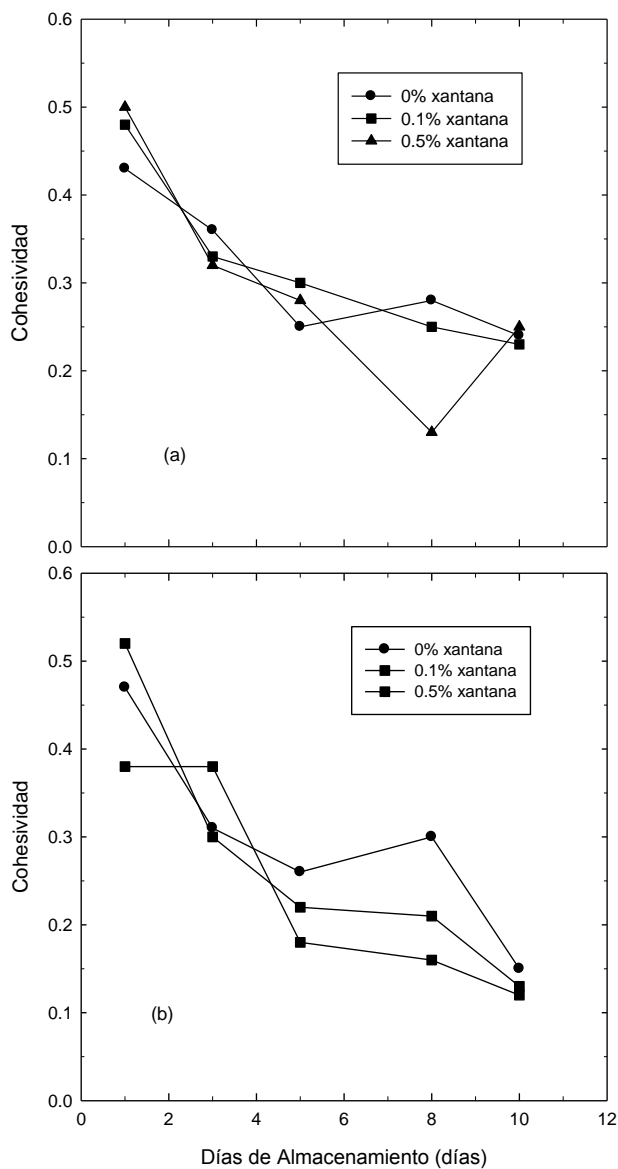 0.6
0% xantana
0.1% xantana
0.5% xantana
0.5
0.4
Cohesividad
0.3
0.2
0.1
(a)
0.0
0.6
0% xantana
0.1% xantana
0.5% xantana
0.5
0.4
Cohesividad
0.3
0.2
0.1
(b)
0.0
0 2 4 6 8 10 12
Días de Almacenamiento (días)